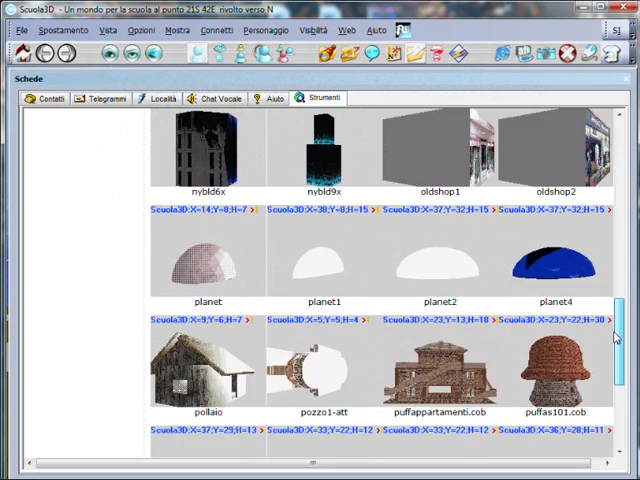 Scuola3D - Un mondo per la scuola al punto 21S 42E rivolto verso N
File Spostamento Vista Opzioni Mostra Connetti Personaggio Visibilità Web Aiuto
Schede
Contatti Telegrammi Località Chat Vocale Aiuto Strumenti
nybld6x nybld9x oldshop1 oldshop2
Scuola3D:X=14;Y=8;H=7 Scuola3D:X=38;Y=8;H=15 Scuola3D:X=37;Y=32;H=15 Scuola3D:X=37;Y=32;H=15
planet planet1 planet2 planet4
Scuola3D:X=9;Y=6;H=7 Scuola3D:X=5;Y=5;H=4 Scuola3D:X=23;Y=13;H=18 Scuola3D:X=23;Y=22;H=30
pollaio pozzo1-att puffappartamenti.cob puffas101.cob
Scuola3D:X=37;Y=29;H=13 Scuola3D:X=33;Y=22;H=12 Scuola3D:X=33;Y=22;H=12 Scuola3D:X=36;Y=28;H=11